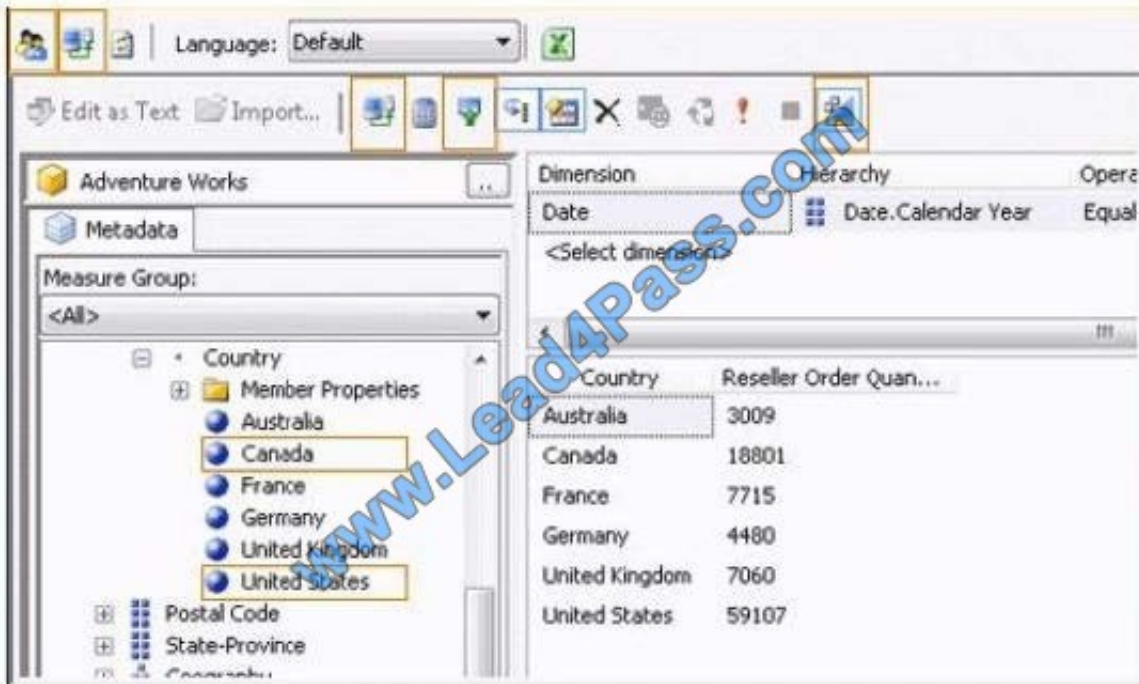 Language: Default
Edit as Text Import...
Adventure Works
..
Metadata
Measure Group:
<All>
Country
Member Properties
Australia
Canada
France
Germany
United Kingdom
United States
Postal Code
State-Province
Geography
Dimension Hierarchy Opera
Date Date.Calendar Year Equal
<Select dimension>
Country Reseller Order Quan...
Australia 3009
Canada 18801
France 7715
Germany 4480
United Kingdom 7060
United States 59107
www.Lead4Pass.com